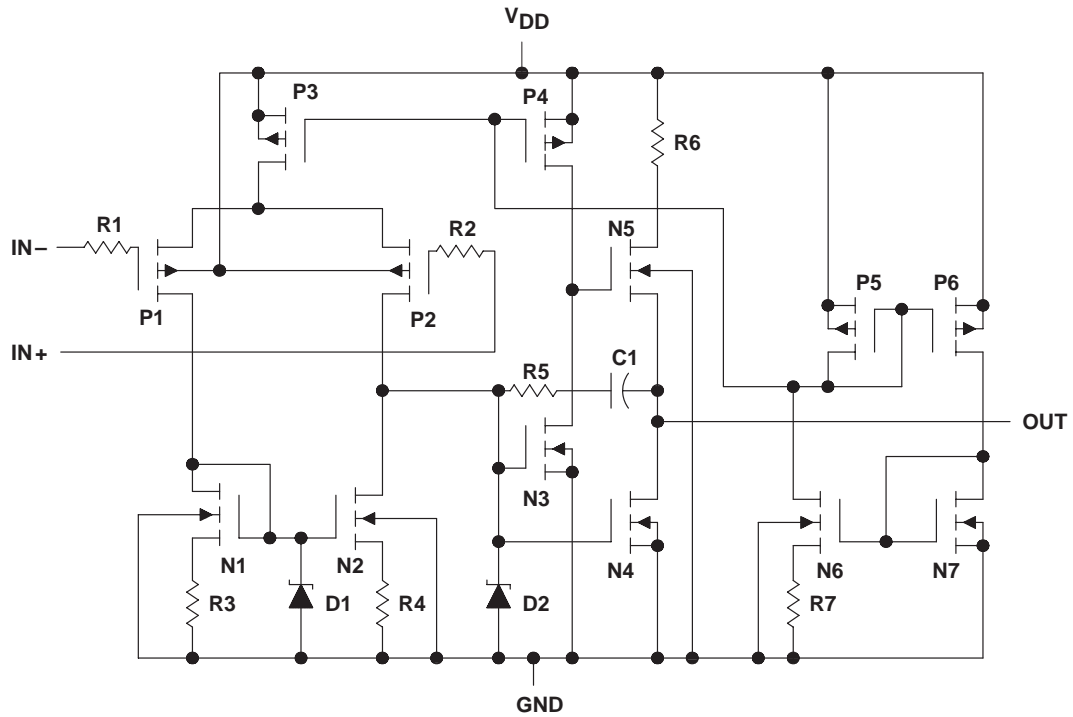 VDD
P3
P4
R6
R1
R2
N5
IN−
P5
P6
P1
P2
IN+
R5
C1
OUT
N3
N1
N2
N4
N6
N7
R3
D1
R4
D2
R7
GND